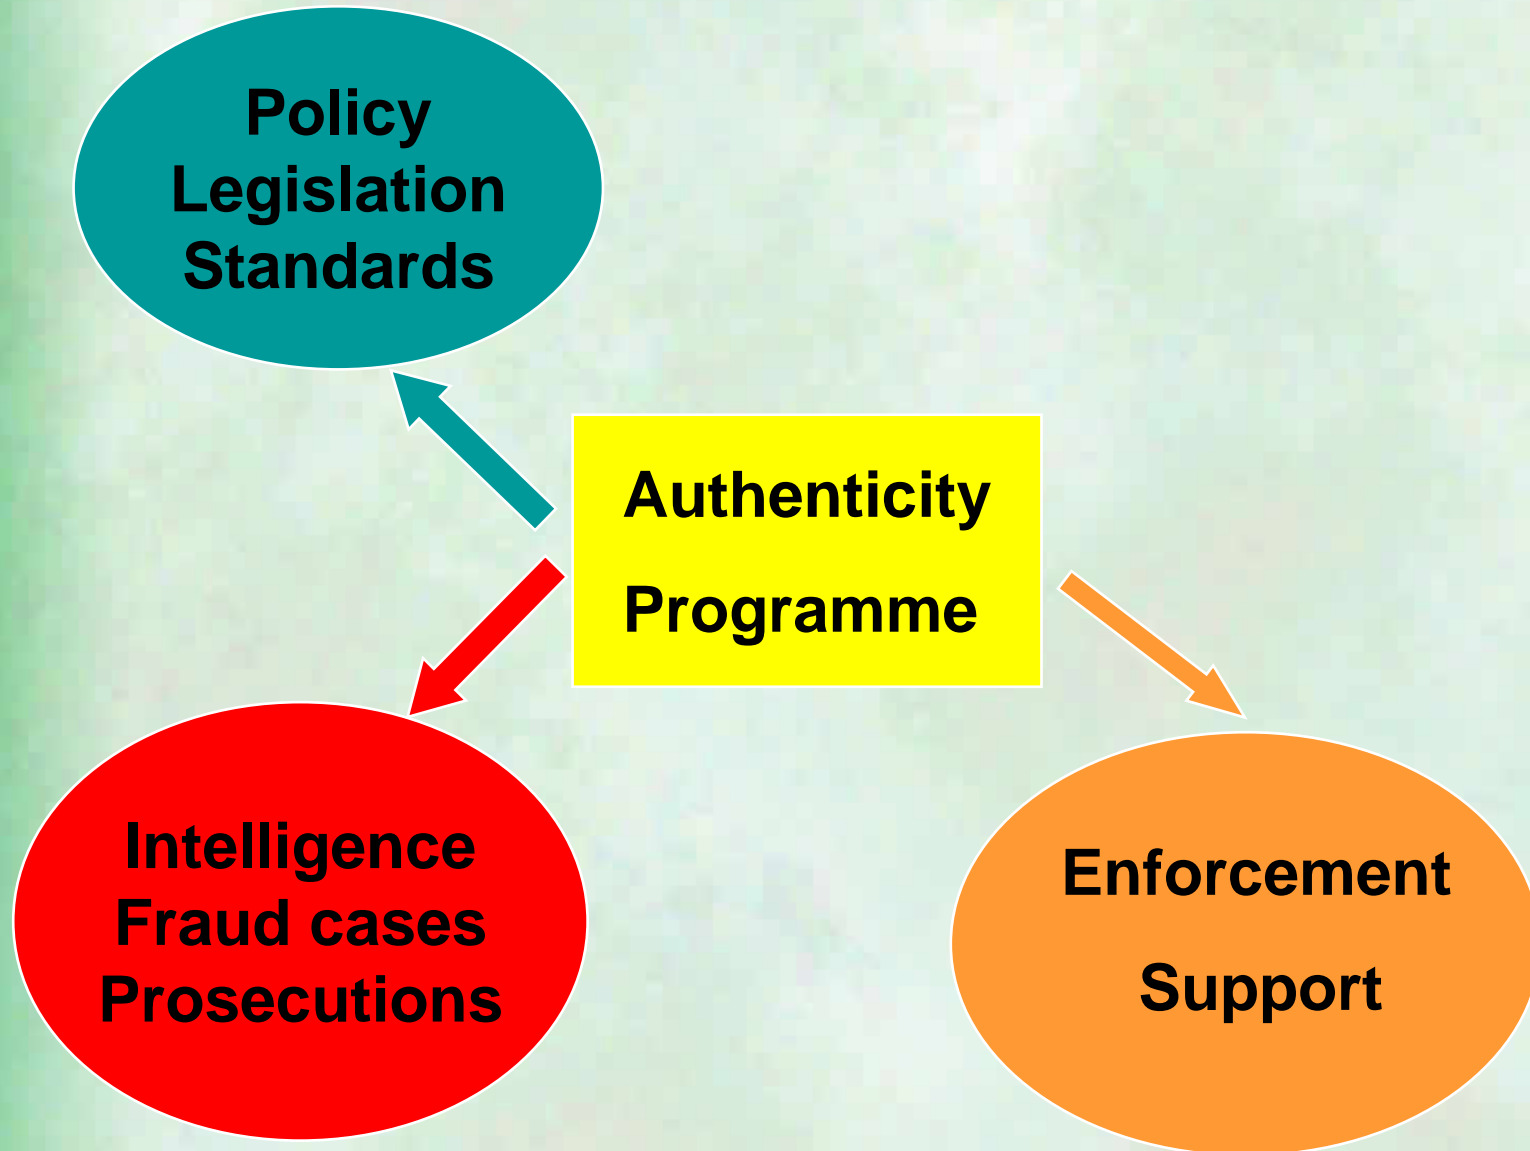 Policy
Legislation
Standards
Authenticity
Programme
Intelligence
Fraud cases
Prosecutions
Enforcement
Support